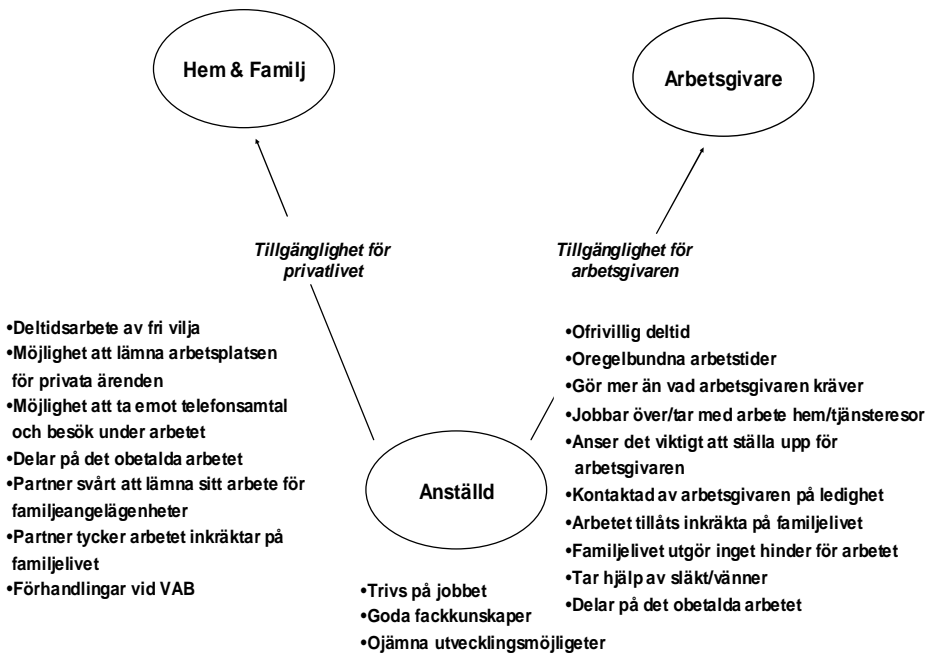 Hem & Familj
Arbetsgivare
Tillgänglighet för
privatlivet
Tillgänglighet för
arbetsgivaren
•Deltidsarbete av fri vilja
•Möjlighet att lämna arbetsplatsen
för privata ärenden
•Möjlighet att ta emot telefonsamtal
och besök under arbetet
•Delar på det obetalda arbetet
•Partner svårt att lämna sitt arbete för
familjeangelägenheter
•Partner tycker arbetet inkräktar på
familjelivet
•Förhandlingar vid VAB
•Ofrivillig deltid
•Oregelbundna arbetstider
•Gör mer än vad arbetsgivaren kräver
•Jobbar över/tar med arbete hem/tjänsteresor
•Anser det viktigt att ställa upp för
arbetsgivaren
•Kontaktad av arbetsgivaren på ledighet
•Arbetet tillåts inkräkta på familjelivet
•Familjelivet utgör inget hinder för arbetet
•Tar hjälp av släkt/vänner
•Delar på det obetalda arbetet
Anställd
•Trivs på jobbet
•Goda fackkunskaper
•Ojämna utvecklingsmöjligeter